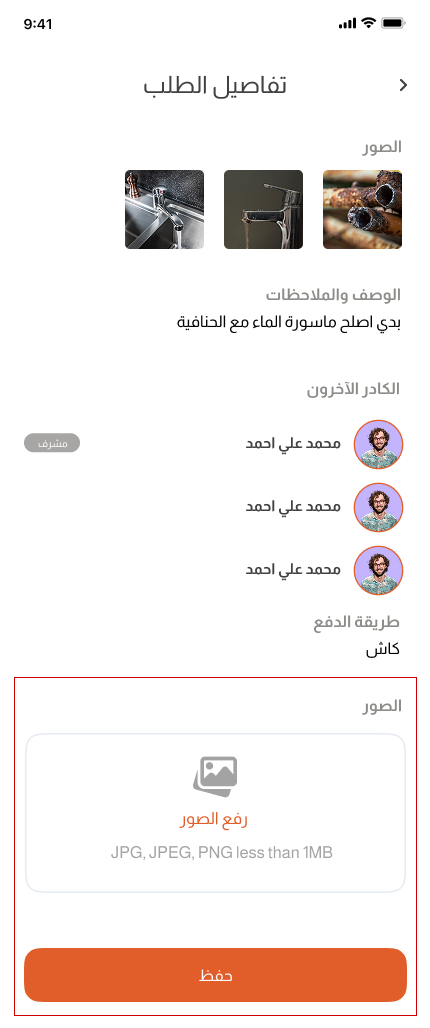 9:41
تفاصيل الطلب
الصور
الوصف والملاحظات
بدي اصلح ماسورة الماء مع الحنافية
الكادر الآخرون
محمد علي احمد
مشرف
محمد علي احمد
محمد علي احمد
طريقة الدفع
كاش
الصور
رفع الصور
JPG, JPEG, PNG less than 1MB
حفظ